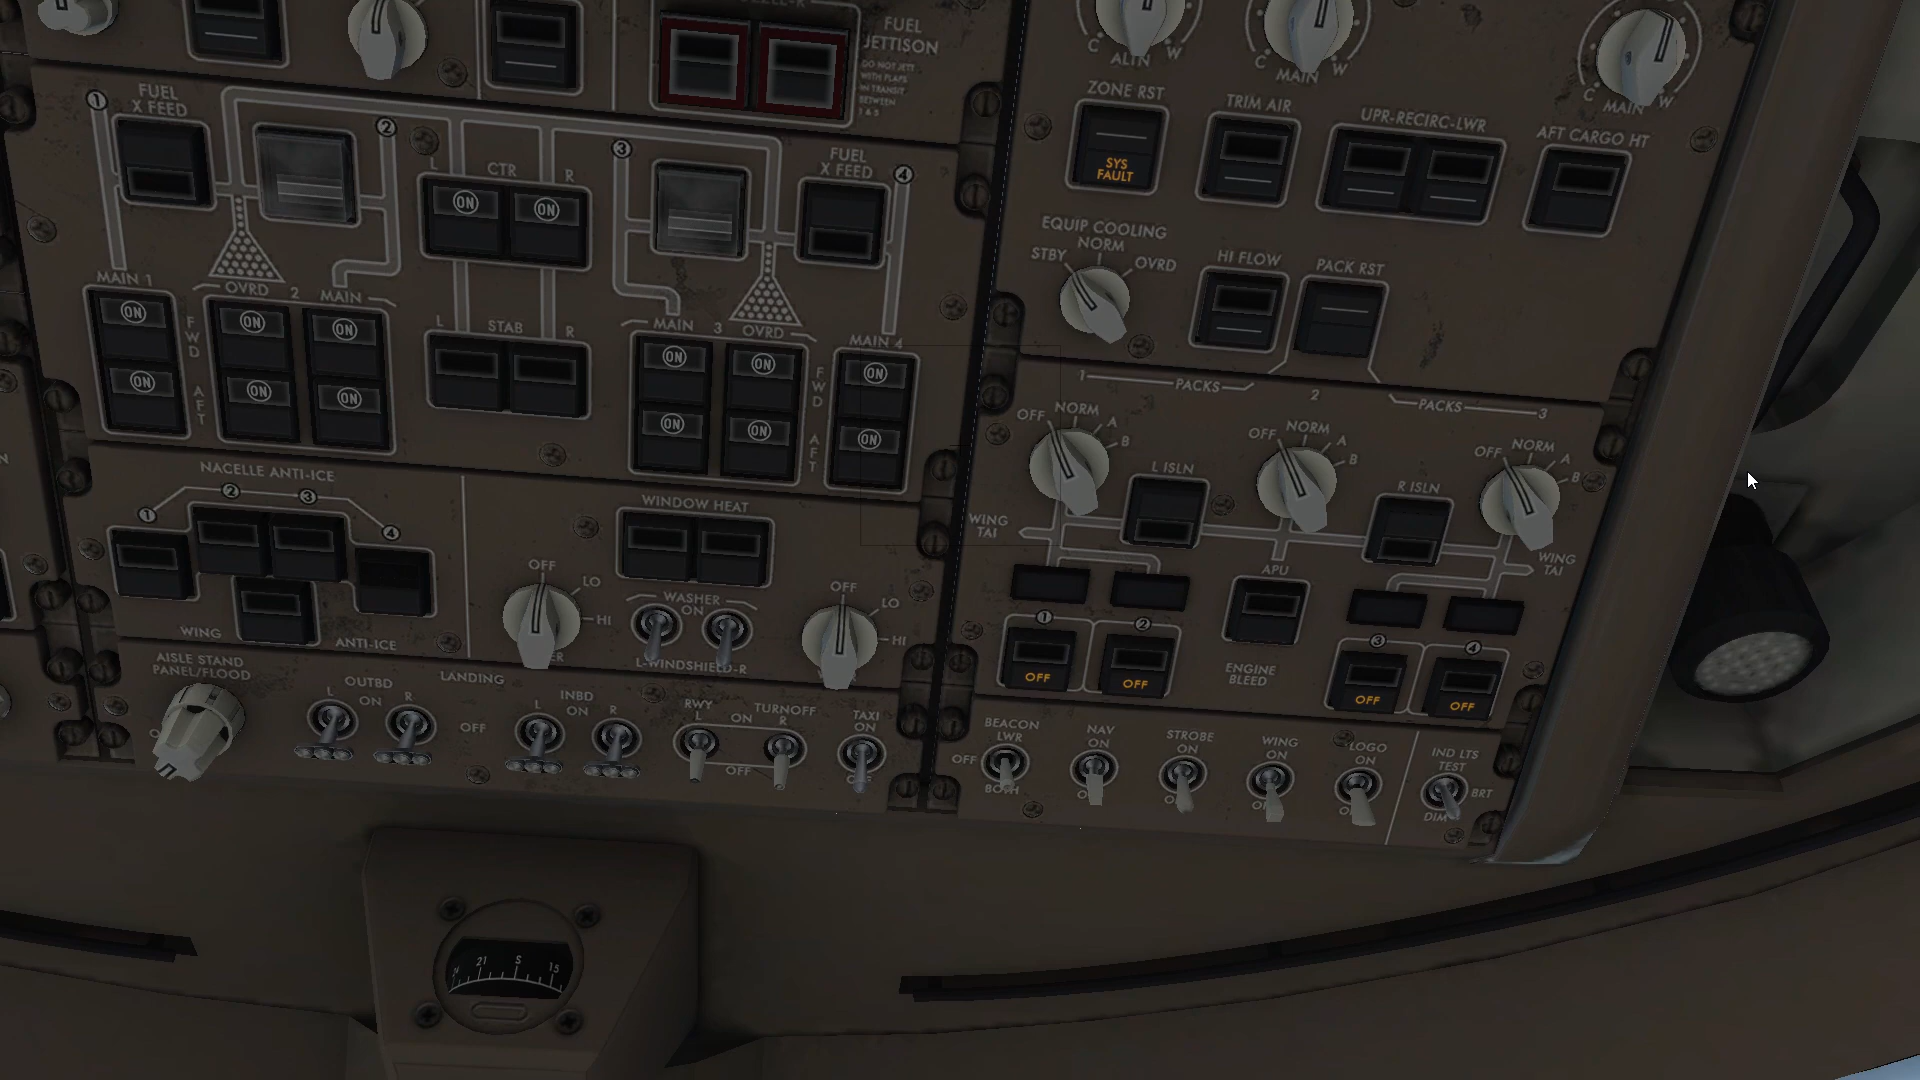 FUEL
JETTISON
DO NOT JETT
WITH FLAPS
IN TRANSIT
BETWEEN
1 & 5
C ALTN W
C MAIN W
C MAIN W
FUEL
X FEED
1
2
L CTR R
ON ON
3
FUEL
X FEED
4
MAIN 1
OVRD 2 MAIN
L STAB R
MAIN 3 OVRD
MAIN 4
ON
ON
FWD
AFT
ON ON
ON ON
ON ON
ON ON
FWD
AFT
ON
ON
ZONE RST
SYS
FAULT
TRIM AIR
UPR-RECIRC-LWR
AFT CARGO HT
EQUIP COOLING
NORM
STBY OVRD
HI FLOW
PACK RST
1 PACKS 2 PACKS 3
OFF NORM A B
OFF NORM A B
OFF NORM A B
L ISLN
R ISLN
WING
TAI
WING
TAI
APU
1 2 3 4
OFF OFF OFF OFF
ENGINE
BLEED
NACELLE ANTI-ICE
1 2 3 4
WING ANTI-ICE
WINDOW HEAT
OFF LO HI
WASHER
ON
L-WINDSHIELD-R
OFF LO HI
AISLE STAND
PANEL/FLOOD
OUTBD
L ON R
LANDING
OFF
INBD
L ON R
RWY TURNOFF
L ON R
OFF
TAXI
ON
BEACON
LWR
OFF
BOTH
NAV
ON
STROBE
ON
WING
ON
LOGO
ON
IND LTS
TEST
BRT
DIM
24 21 S 15